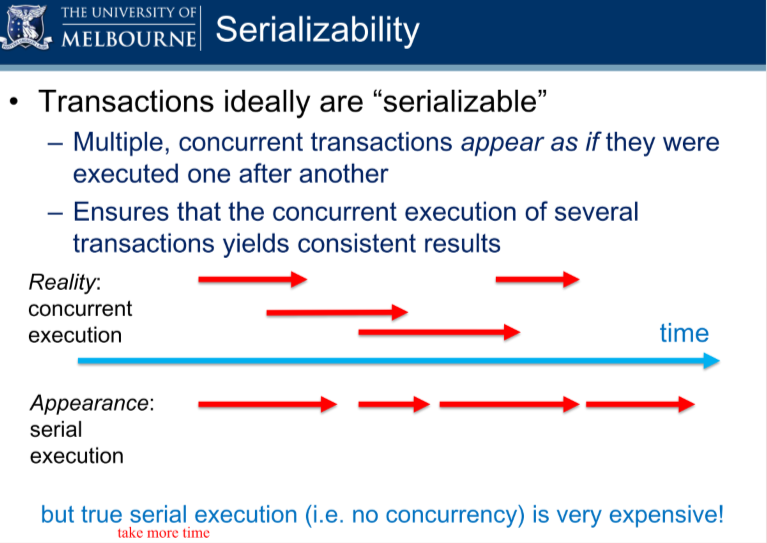 THE UNIVERSITY OF
MELBOURNE
Serializability
• Transactions ideally are “serializable”
– Multiple, concurrent transactions appear as if they were
executed one after another
– Ensures that the concurrent execution of several
transactions yields consistent results
Reality:
concurrent
execution
time
Appearance:
serial
execution
but true serial execution (i.e. no concurrency) is very expensive!
take more time